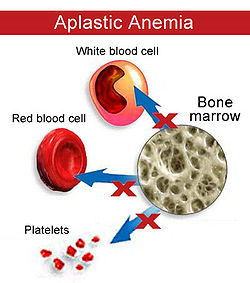 Aplastic Anemia
White blood cell
Bone
marrow
Red blood cell
Platelets